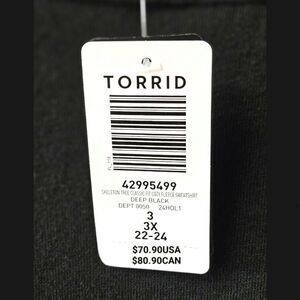 TORRID
42995499
SKELETON TREE CLASSIC FIT COZY FLEECE SWEATSHIRT
DEEP BLACK
DEPT 0050 24HOL1
3
3X
22-24
$70.90USA
$80.90CAN